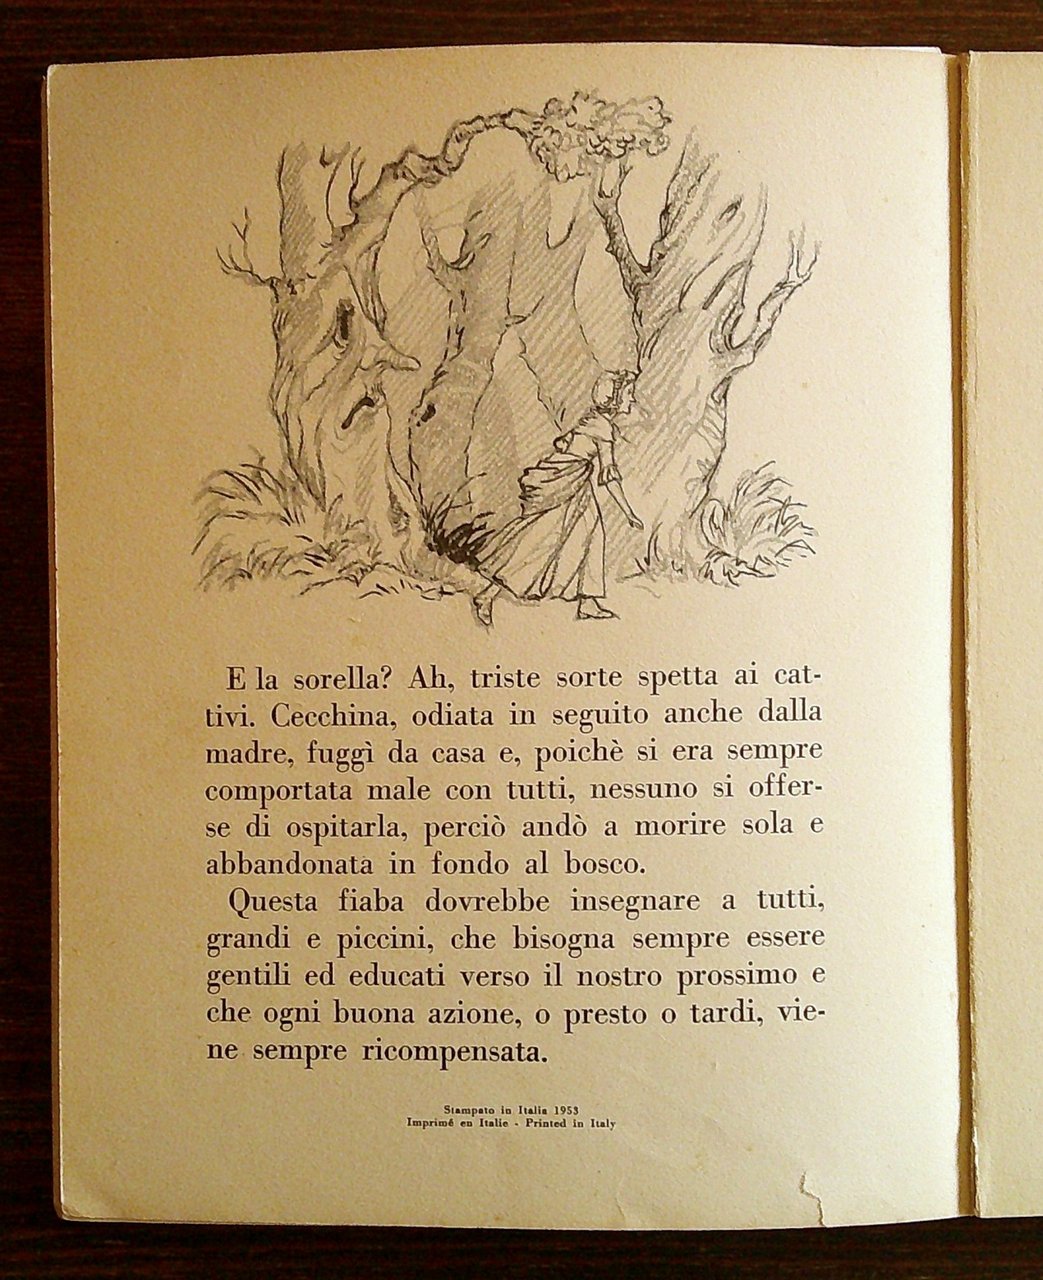 E la sorella? Ah, triste sorte spetta ai cat-
tivi. Cecchina, odiata in seguito anche dalla
madre, fuggì da casa e, poichè si era sempre
comportata male con tutti, nessuno si offer-
se di ospitarla, perciò andò a morire sola e
abbandonata in fondo al bosco.
Questa fiaba dovrebbe insegnare a tutti,
grandi e piccini, che bisogna sempre essere
gentili ed educati verso il nostro prossimo e
che ogni buona azione, o presto o tardi, vie-
ne sempre ricompensata.
Stampato in Italia 1953
Imprimé en Italie - Printed in Italy